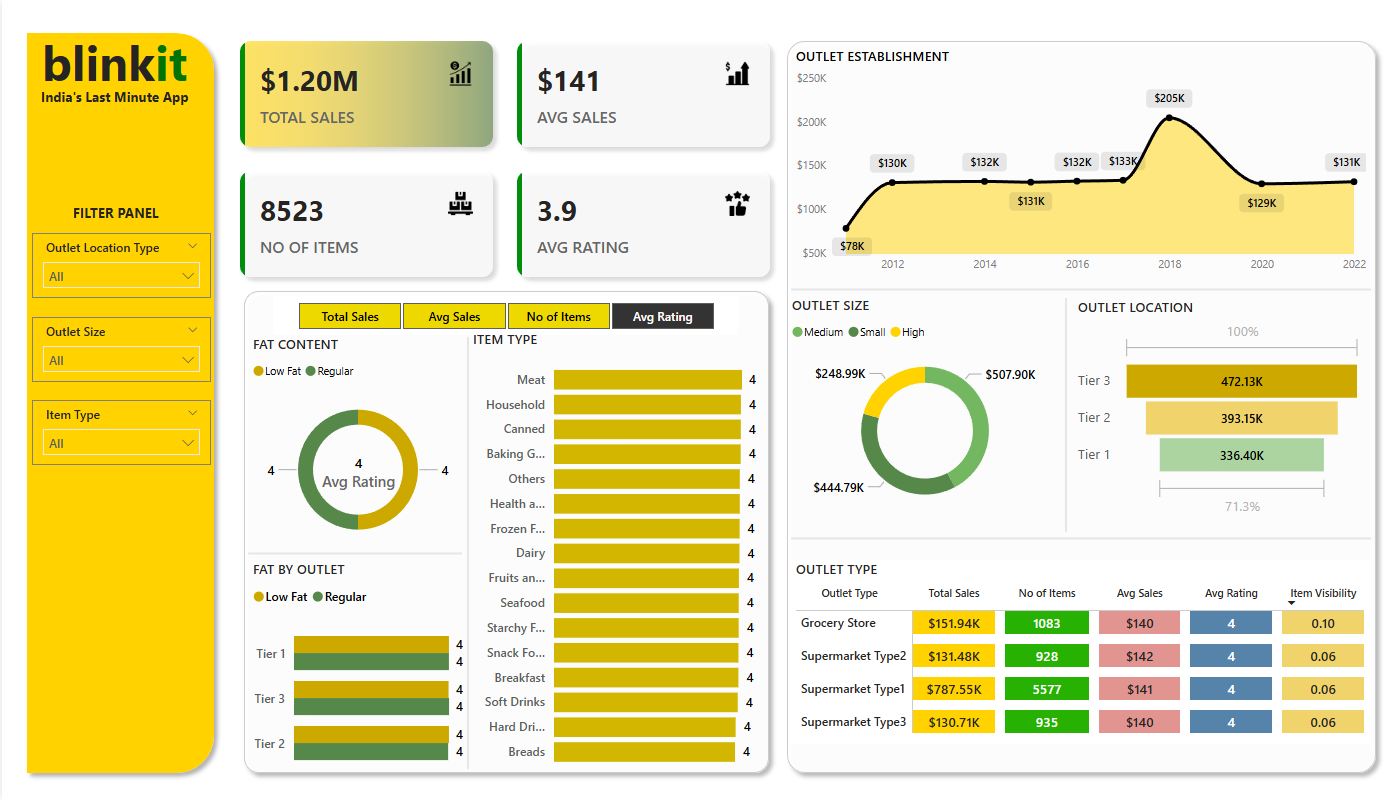 blinkit
India's Last Minute App
FILTER PANEL
Outlet Location Type
All
Outlet Size
All
Item Type
All
$1.20M
TOTAL SALES
$141
AVG SALES
8523
NO OF ITEMS
3.9
AVG RATING
Total Sales Avg Sales No of Items Avg Rating
FAT CONTENT
Low Fat Regular
4 4 4
Avg Rating
FAT BY OUTLET
Low Fat Regular
Tier 1 4
4
Tier 3 4
4
Tier 2 4
4
ITEM TYPE
Meat 4
Household 4
Canned 4
Baking G... 4
Others 4
Health a... 4
Frozen F... 4
Dairy 4
Fruits an... 4
Seafood 4
Starchy F... 4
Snack Fo... 4
Breakfast 4
Soft Drinks 4
Hard Dri... 4
Breads 4
OUTLET ESTABLISHMENT
$250K
$205K
$200K
$150K
$130K $132K $132K $133K $131K
$131K $129K
$100K
$78K
$50K
2012 2014 2016 2018 2020 2022
OUTLET SIZE
Medium Small High
$248.99K $507.90K
$444.79K
OUTLET LOCATION
100%
Tier 3 472.13K
Tier 2 393.15K
Tier 1 336.40K
71.3%
OUTLET TYPE
Outlet Type Total Sales No of Items Avg Sales Avg Rating Item Visibility
Grocery Store $151.94K 1083 $140 4 0.10
Supermarket Type2 $131.48K 928 $142 4 0.06
Supermarket Type1 $787.55K 5577 $141 4 0.06
Supermarket Type3 $130.71K 935 $140 4 0.06